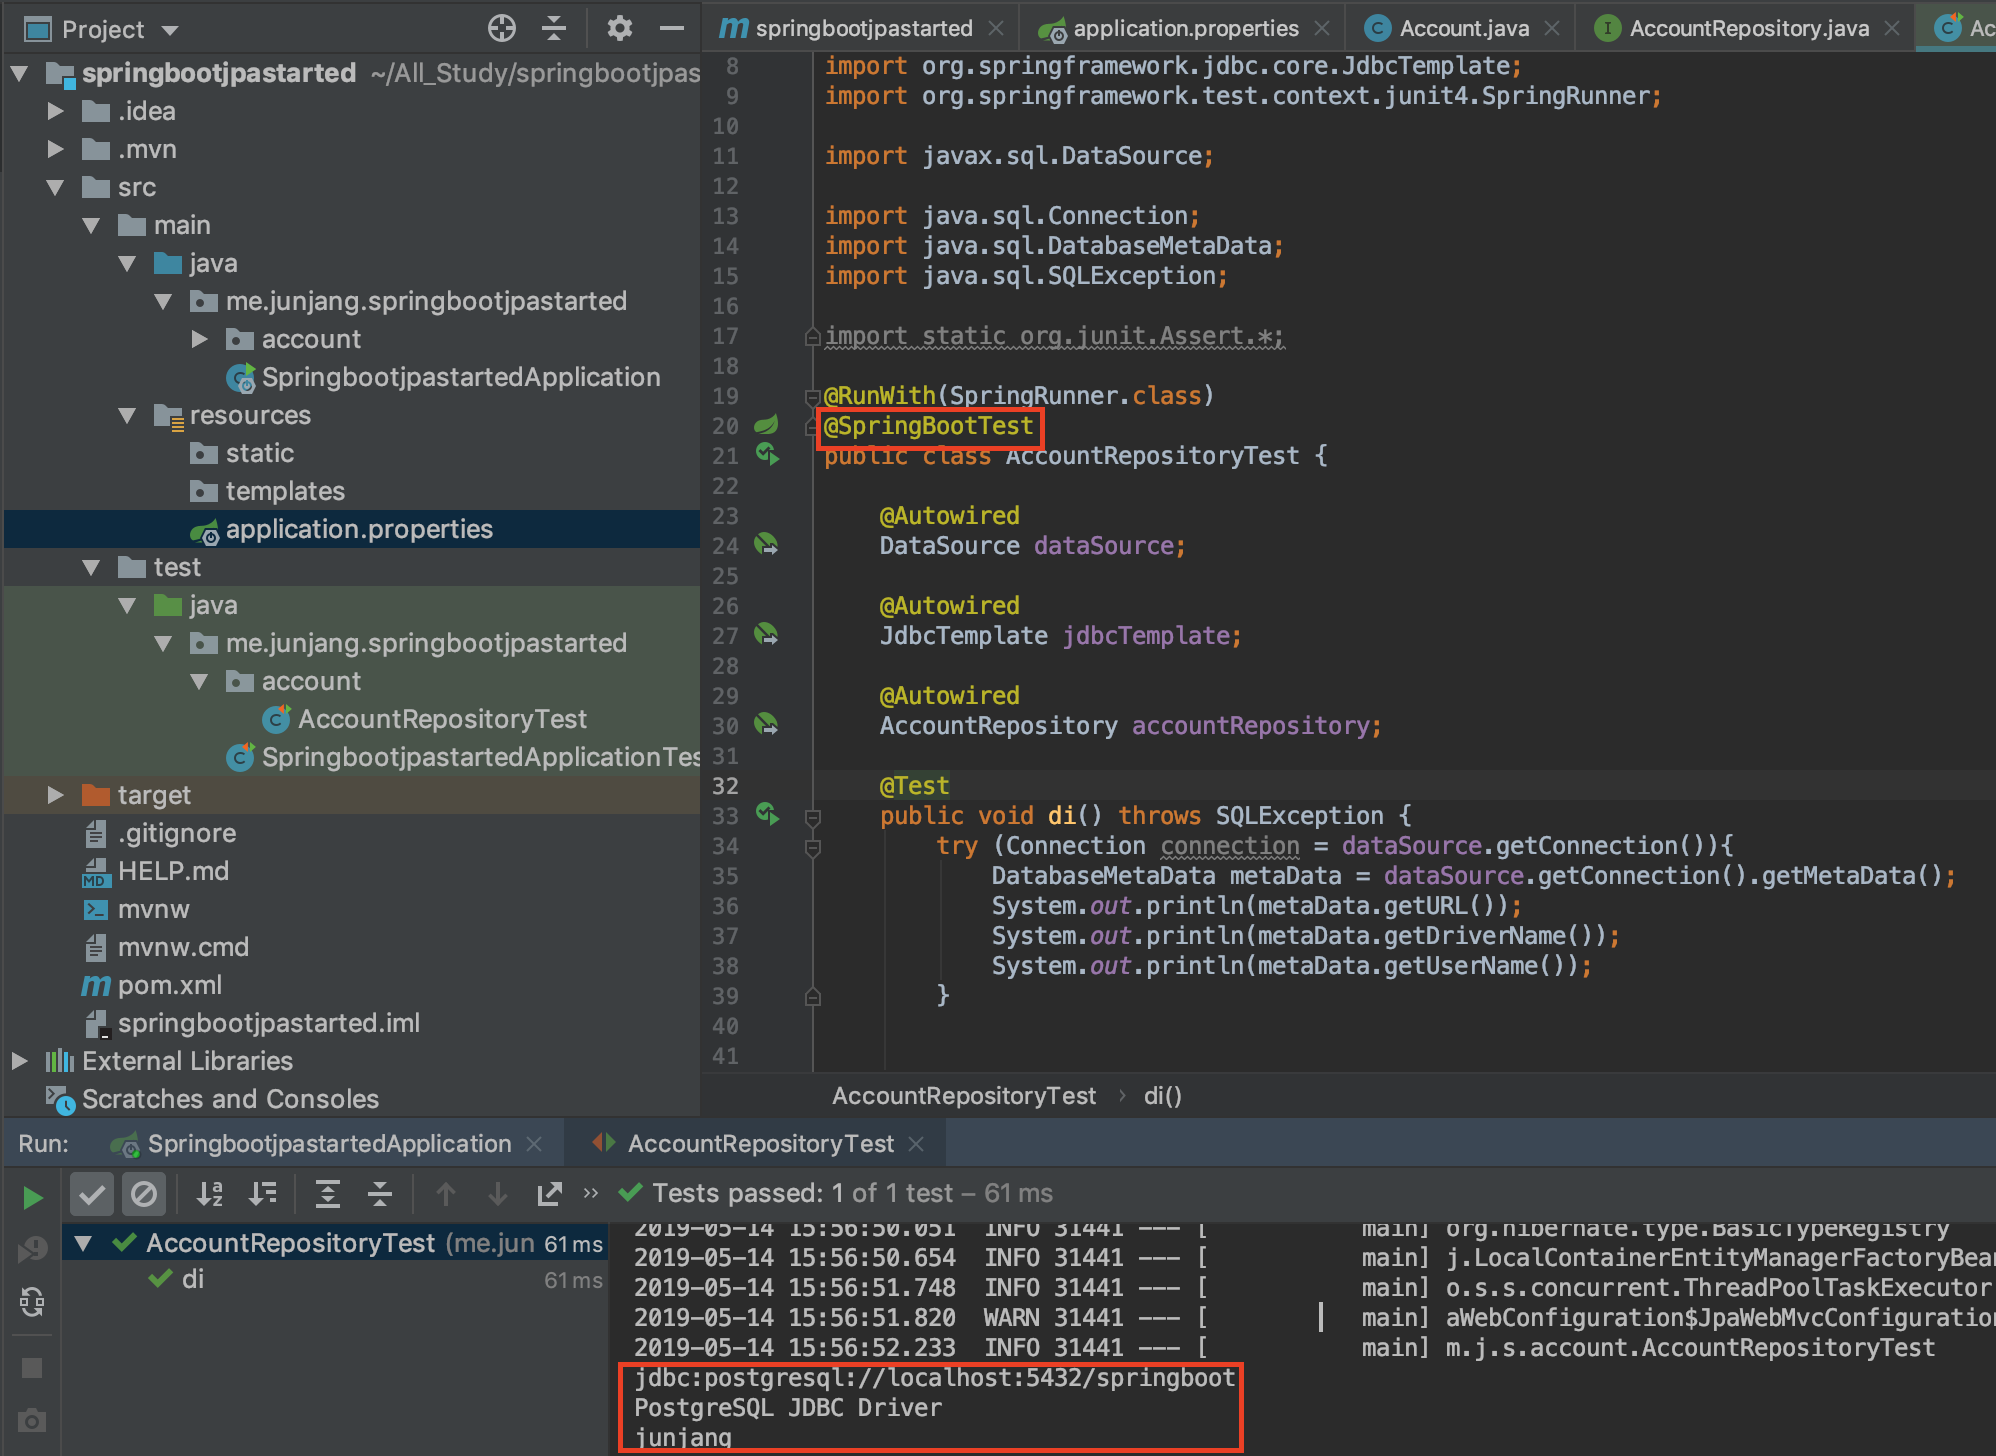 Project
springbootjpastarted ~/All_Study/springbootjpas
.idea
.mvn
src
main
java
me.junjang.springbootjpastarted
account
SpringbootjpastartedApplication
resources
static
templates
application.properties
test
java
me.junjang.springbootjpastarted
account
AccountRepositoryTest
SpringbootjpastartedApplicationTes
target
.gitignore
HELP.md
mvnw
mvnw.cmd
pom.xml
springbootjpastarted.iml
External Libraries
Scratches and Consoles
springbootjpastarted application.properties Account.java AccountRepository.java Ac
8 import org.springframework.jdbc.core.JdbcTemplate;
9 import org.springframework.test.context.junit4.SpringRunner;
10
11 import javax.sql.DataSource;
12
13 import java.sql.Connection;
14 import java.sql.DatabaseMetaData;
15 import java.sql.SQLException;
16
17 import static org.junit.Assert.*;
18
19 @RunWith(SpringRunner.class)
20 @SpringBootTest
21 public class AccountRepositoryTest {
22
23 @Autowired
24 DataSource dataSource;
25
26 @Autowired
27 JdbcTemplate jdbcTemplate;
28
29 @Autowired
30 AccountRepository accountRepository;
31
32 @Test
33 public void di() throws SQLException {
34 try (Connection connection = dataSource.getConnection()){
35 DatabaseMetaData metaData = dataSource.getConnection().getMetaData();
36 System.out.println(metaData.getURL());
37 System.out.println(metaData.getDriverName());
38 System.out.println(metaData.getUserName());
39 }
40
41
AccountRepositoryTest › di()
Run: SpringbootjpastartedApplication AccountRepositoryTest
Tests passed: 1 of 1 test – 61 ms
AccountRepositoryTest (me.jun 61 ms
di 61 ms
2019-05-14 15:56:50.051 INFO 31441 --- [ main] org.hibernate.type.BasicTypeRegistry
2019-05-14 15:56:50.654 INFO 31441 --- [ main] j.LocalContainerEntityManagerFactoryBea
2019-05-14 15:56:51.748 INFO 31441 --- [ main] o.s.s.concurrent.ThreadPoolTaskExecutor
2019-05-14 15:56:51.820 WARN 31441 --- [ main] aWebConfiguration$JpaWebMvcConfiguration
2019-05-14 15:56:52.233 INFO 31441 --- [ main] m.j.s.account.AccountRepositoryTest
jdbc:postgresql://localhost:5432/springboot
PostgreSQL JDBC Driver
junjang